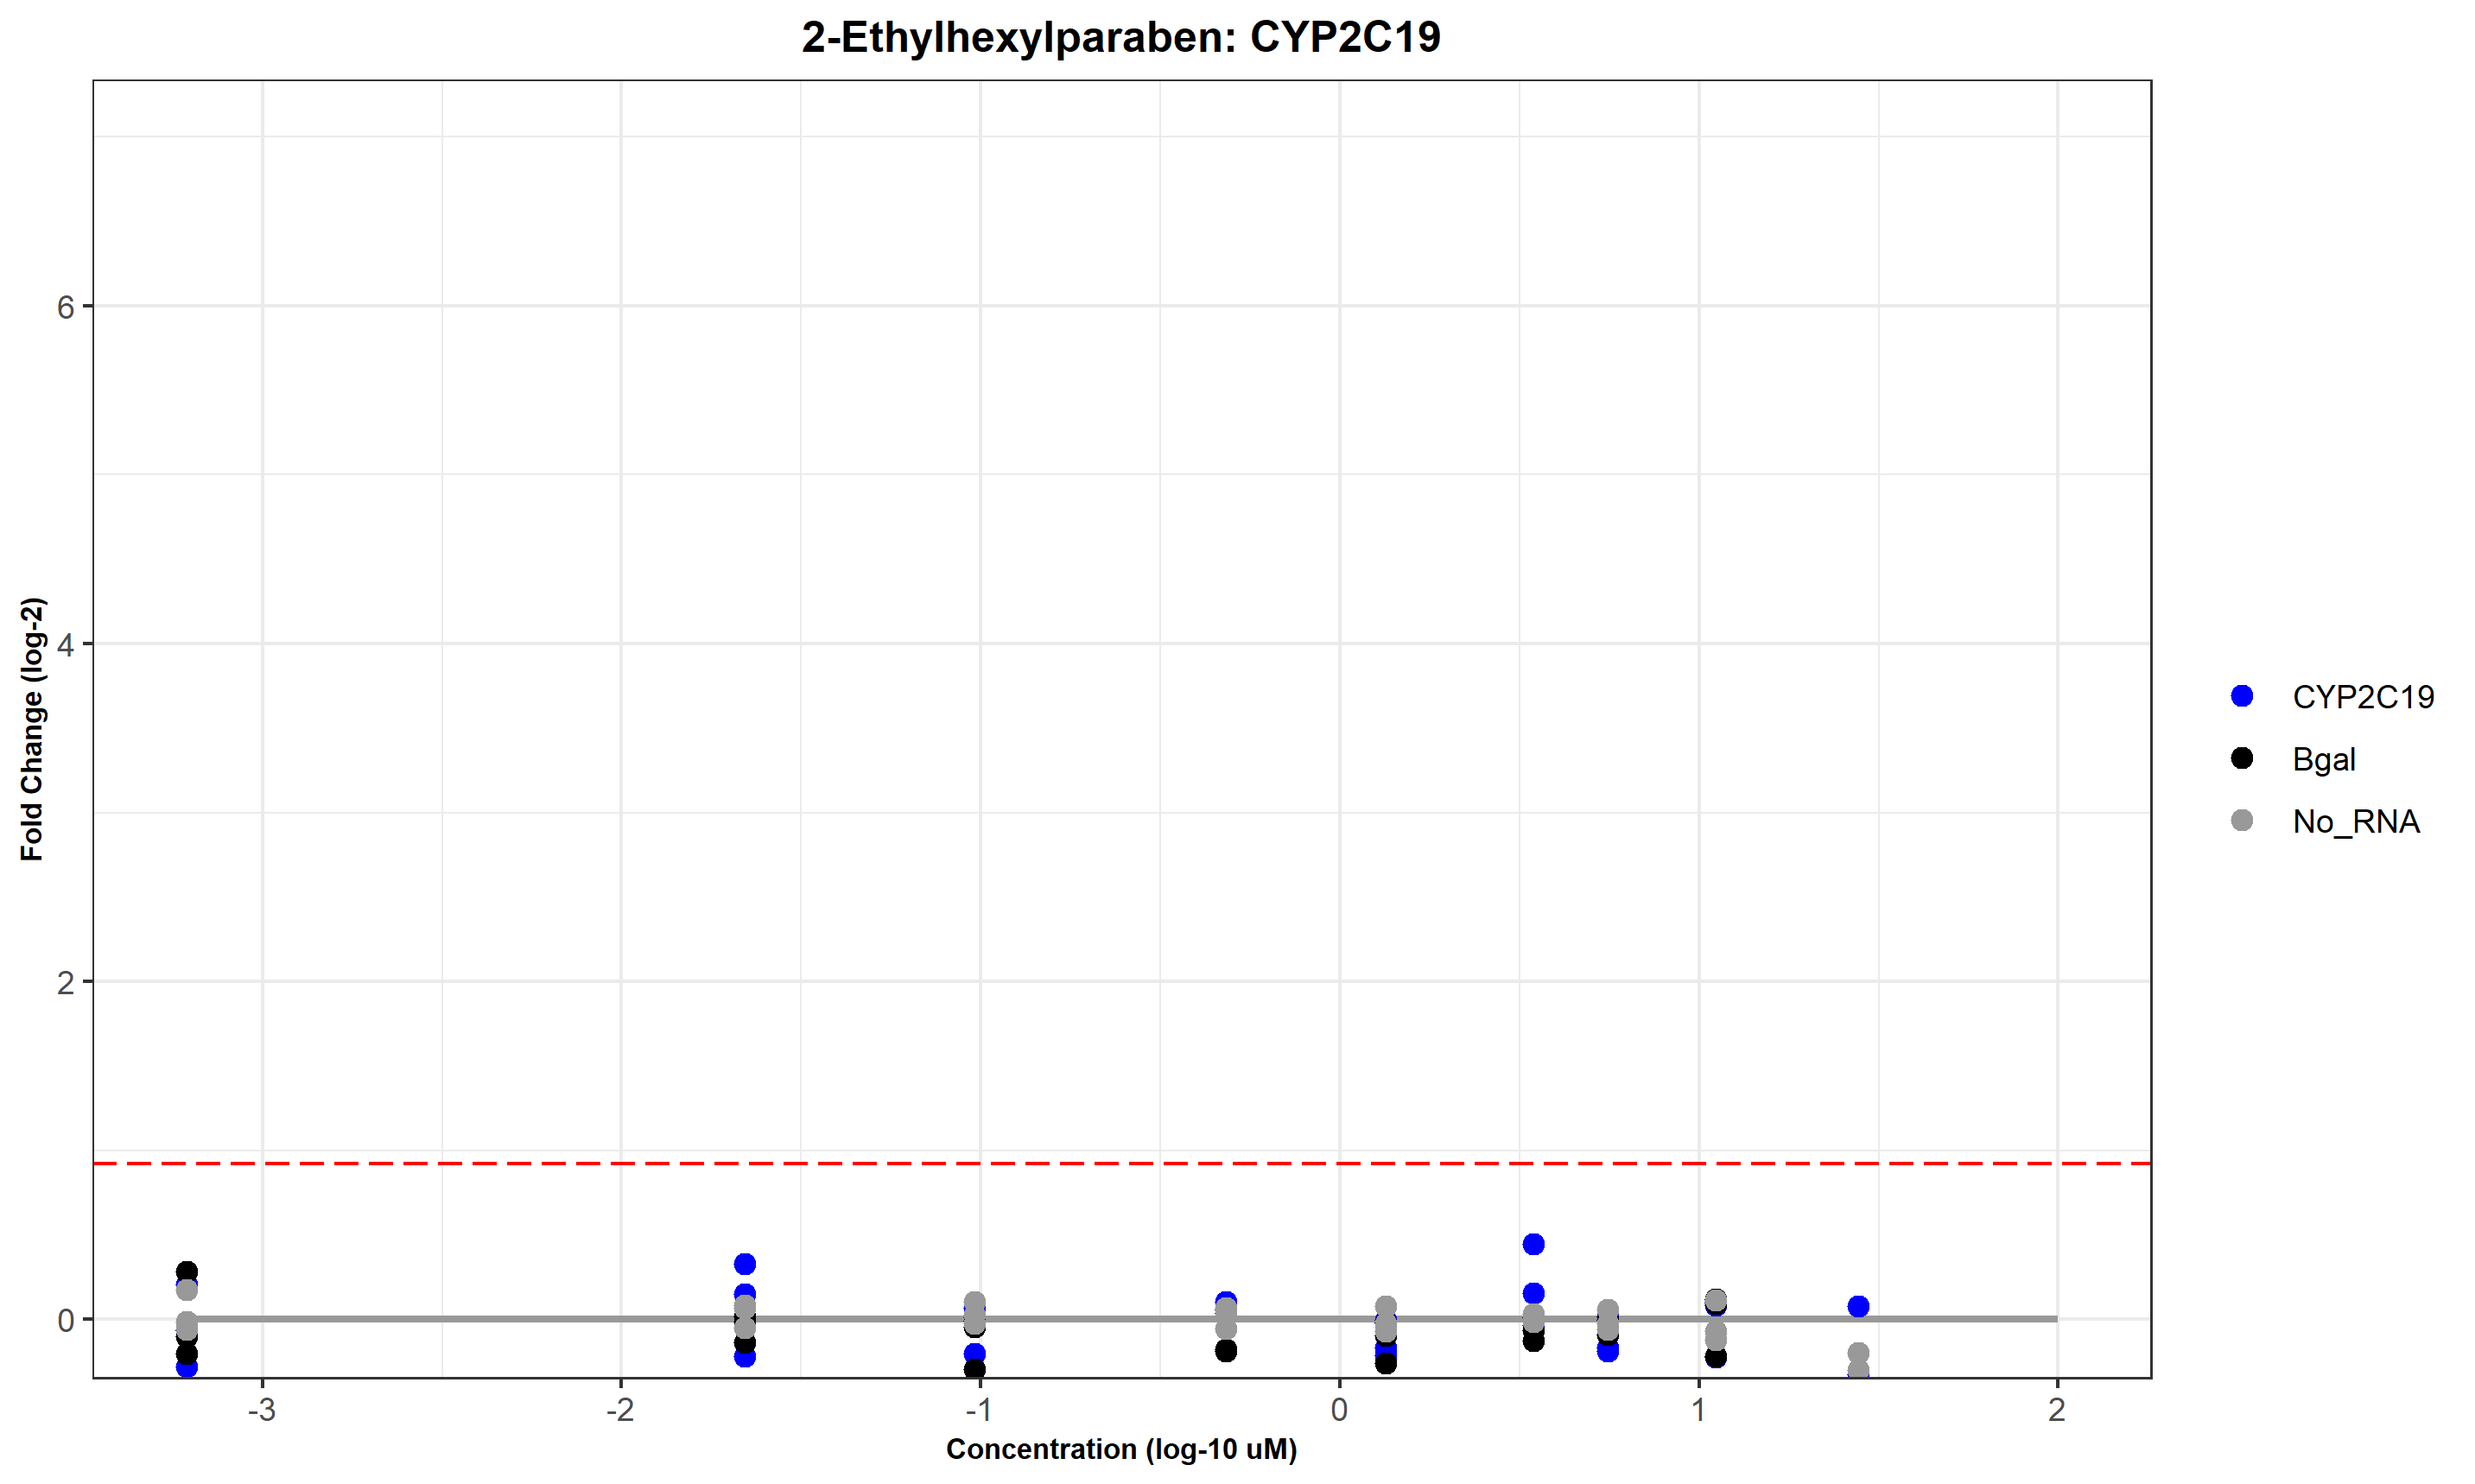 2-Ethylhexylparaben: CYP2C19
Fold Change (log-2)
6
4
2
0
-3
-2
-1
0
1
2
Concentration (log-10 uM)
CYP2C19
Bgal
No_RNA